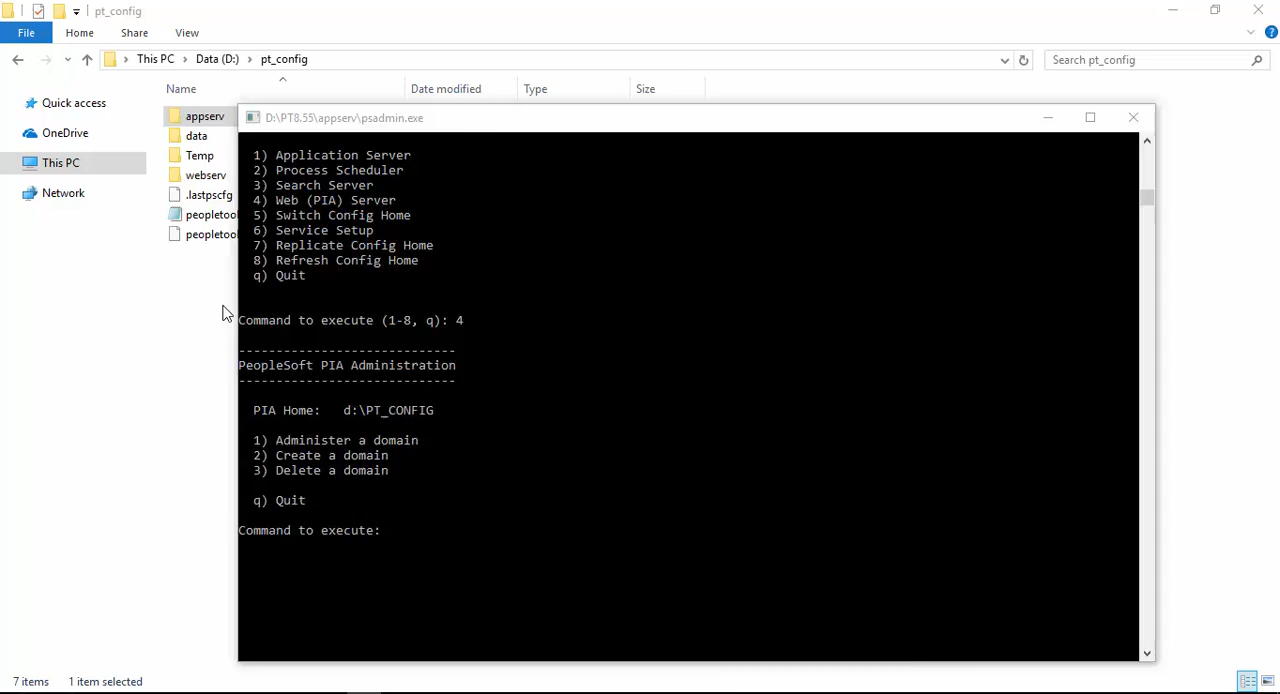 pt_config
File Home Share View
This PC Data (D:) pt_config
Search pt_config
Name Date modified Type Size
Quick access
OneDrive
This PC
Network
appserv
data
Temp
webserv
.lastpscfg
peopletool
peopletool
D:\PT8.55\appserv\psadmin.exe
1) Application Server
2) Process Scheduler
3) Search Server
4) Web (PIA) Server
5) Switch Config Home
6) Service Setup
7) Replicate Config Home
8) Refresh Config Home
q) Quit
Command to execute (1-8, q): 4
-----------------------------
PeopleSoft PIA Administration
-----------------------------
PIA Home: d:\PT_CONFIG
1) Administer a domain
2) Create a domain
3) Delete a domain
q) Quit
Command to execute:
7 items 1 item selected